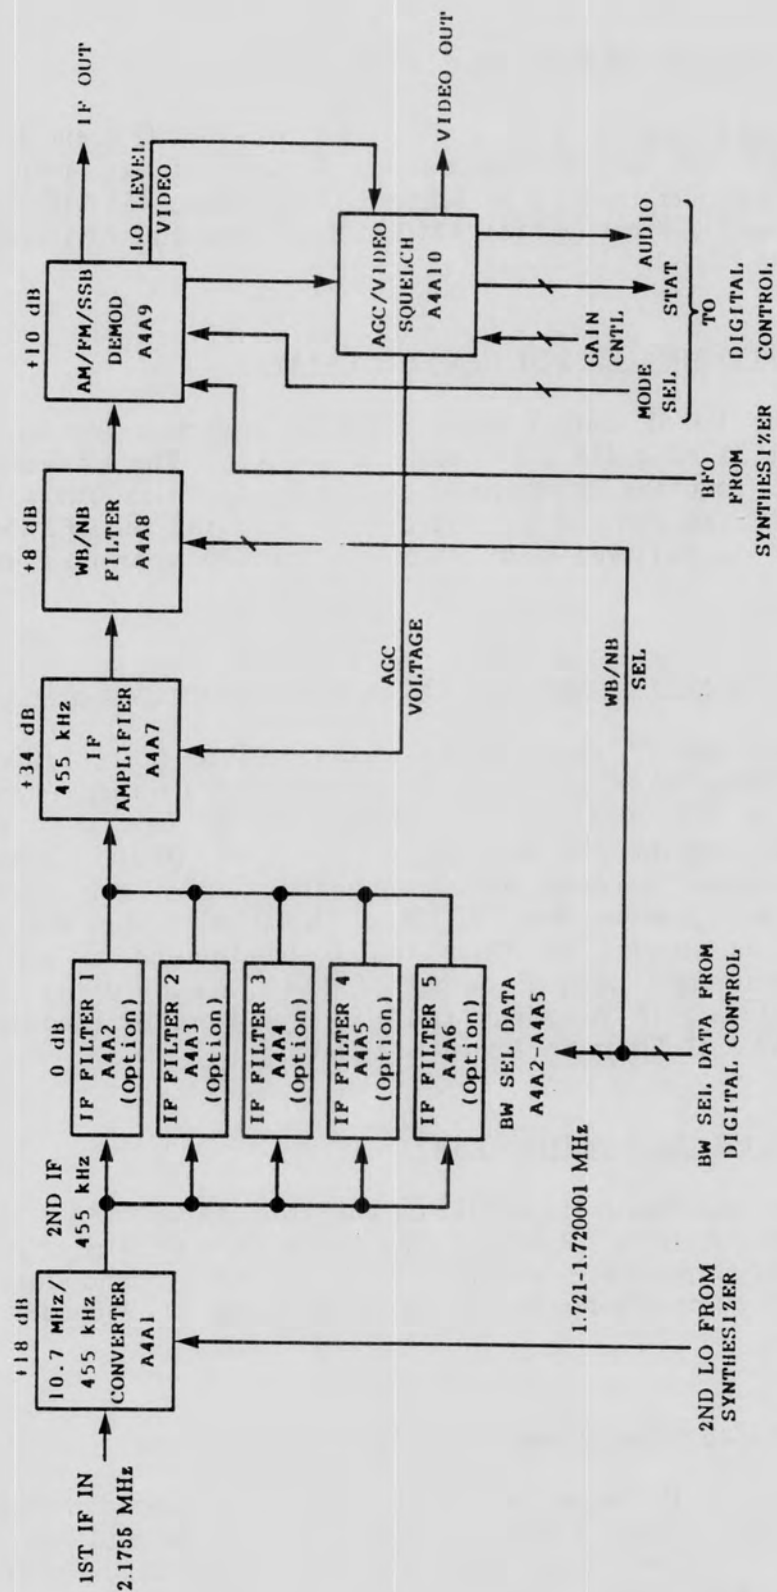 1ST IF IN
2.1755 MHz
+18 dB
10.7 MHz/
455 kHz
CONVERTER
A4A1
2ND LO FROM
SYNTHESIZER
2ND IF
455 kHz
0 dB
IF FILTER 1
A4A2
(Option)
IF FILTER 2
A4A3
(Option)
IF FILTER 3
A4A4
(Option)
IF FILTER 4
A4A5
(Option)
IF FILTER 5
A4A6
(Option)
BW SEL DATA
A4A2-A4A5
1.721-1.720001 MHz
BW SEL DATA FROM
DIGITAL CONTROL
+34 dB
455 kHz
IF
AMPLIFIER
A4A7
AGC
VOLTAGE
WB/NB
SEL
+8 dB
WB/NB
FILTER
A4A8
+10 dB
AM/FM/SSB
DEMOD
A4A9
IF OUT
LO LEVEL
VIDEO
AGC/VIDEO
SQUELCH
A4A10
VIDEO OUT
BFO
FROM
SYNTHESIZER
MODE
SEL
GAIN
CNTL
STAT
AUDIO
TO
DIGITAL
CONTROL